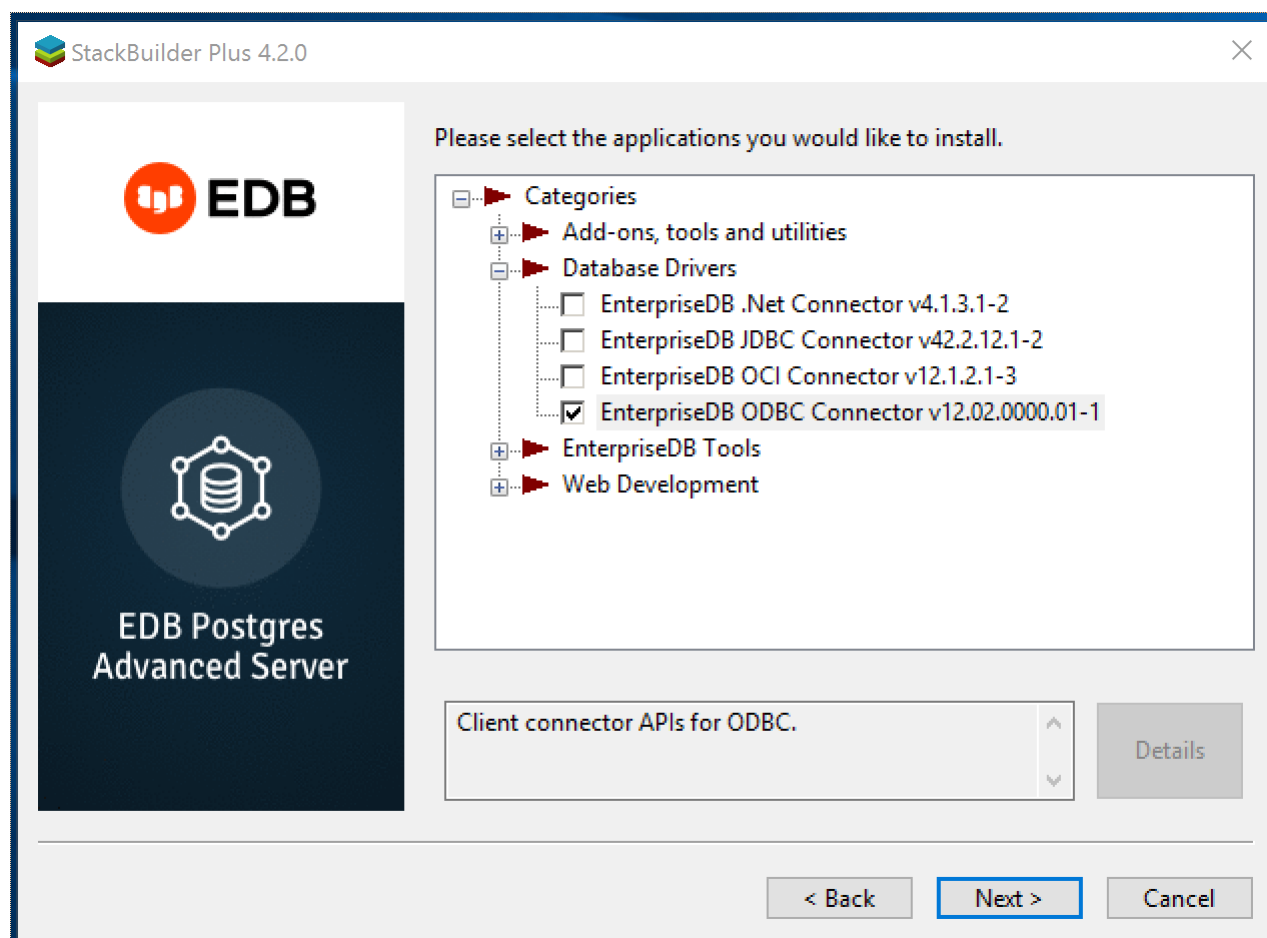 StackBuilder Plus 4.2.0
EDB
EDB Postgres
Advanced Server
Please select the applications you would like to install.
Categories
Add-ons, tools and utilities
Database Drivers
EnterpriseDB .Net Connector v4.1.3.1-2
EnterpriseDB JDBC Connector v42.2.12.1-2
EnterpriseDB OCI Connector v12.1.2.1-3
EnterpriseDB ODBC Connector v12.02.0000.01-1
EnterpriseDB Tools
Web Development
Client connector APIs for ODBC.
Details
< Back
Next >
Cancel